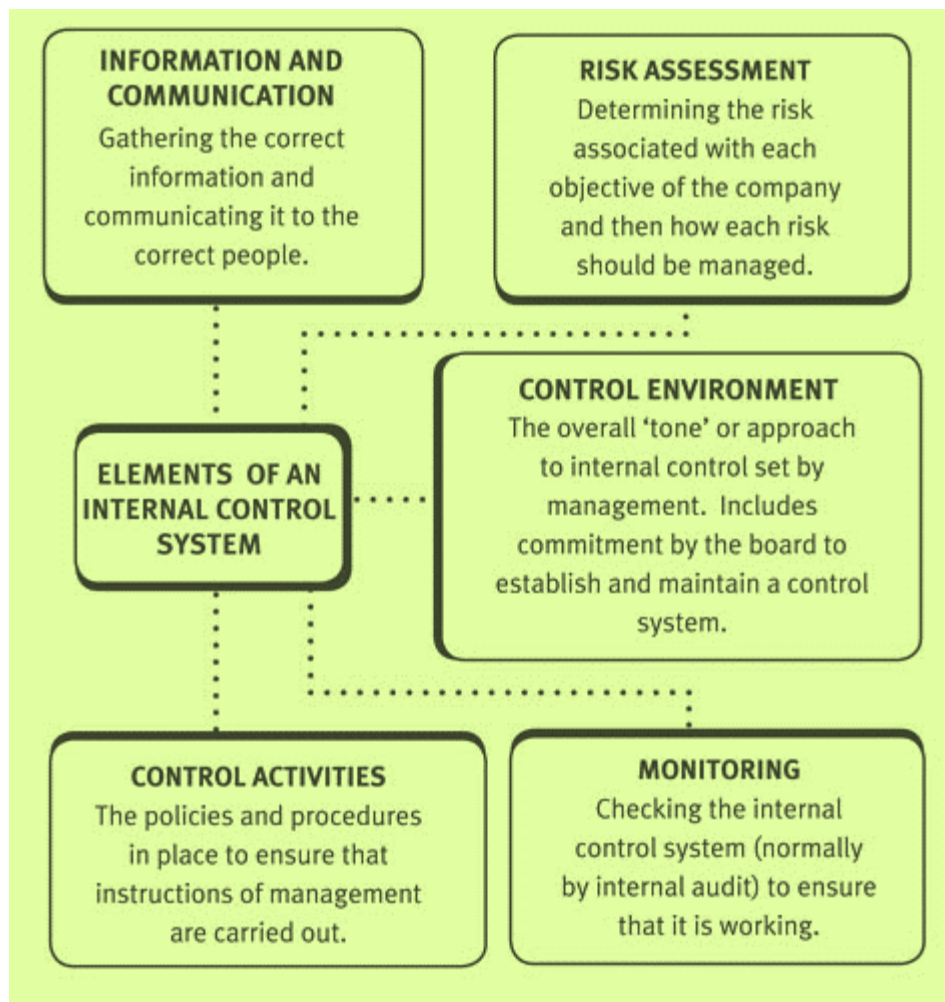 INFORMATION AND
COMMUNICATION
Gathering the correct
information and
communicating it to the
correct people.
RISK ASSESSMENT
Determining the risk
associated with each
objective of the company
and then how each risk
should be managed.
CONTROL ENVIRONMENT
The overall ‘tone’ or approach
to internal control set by
management. Includes
commitment by the board to
establish and maintain a control
system.
ELEMENTS OF AN
INTERNAL CONTROL
SYSTEM
CONTROL ACTIVITIES
The policies and procedures
in place to ensure that
instructions of management
are carried out.
MONITORING
Checking the internal
control system (normally
by internal audit) to ensure
that it is working.